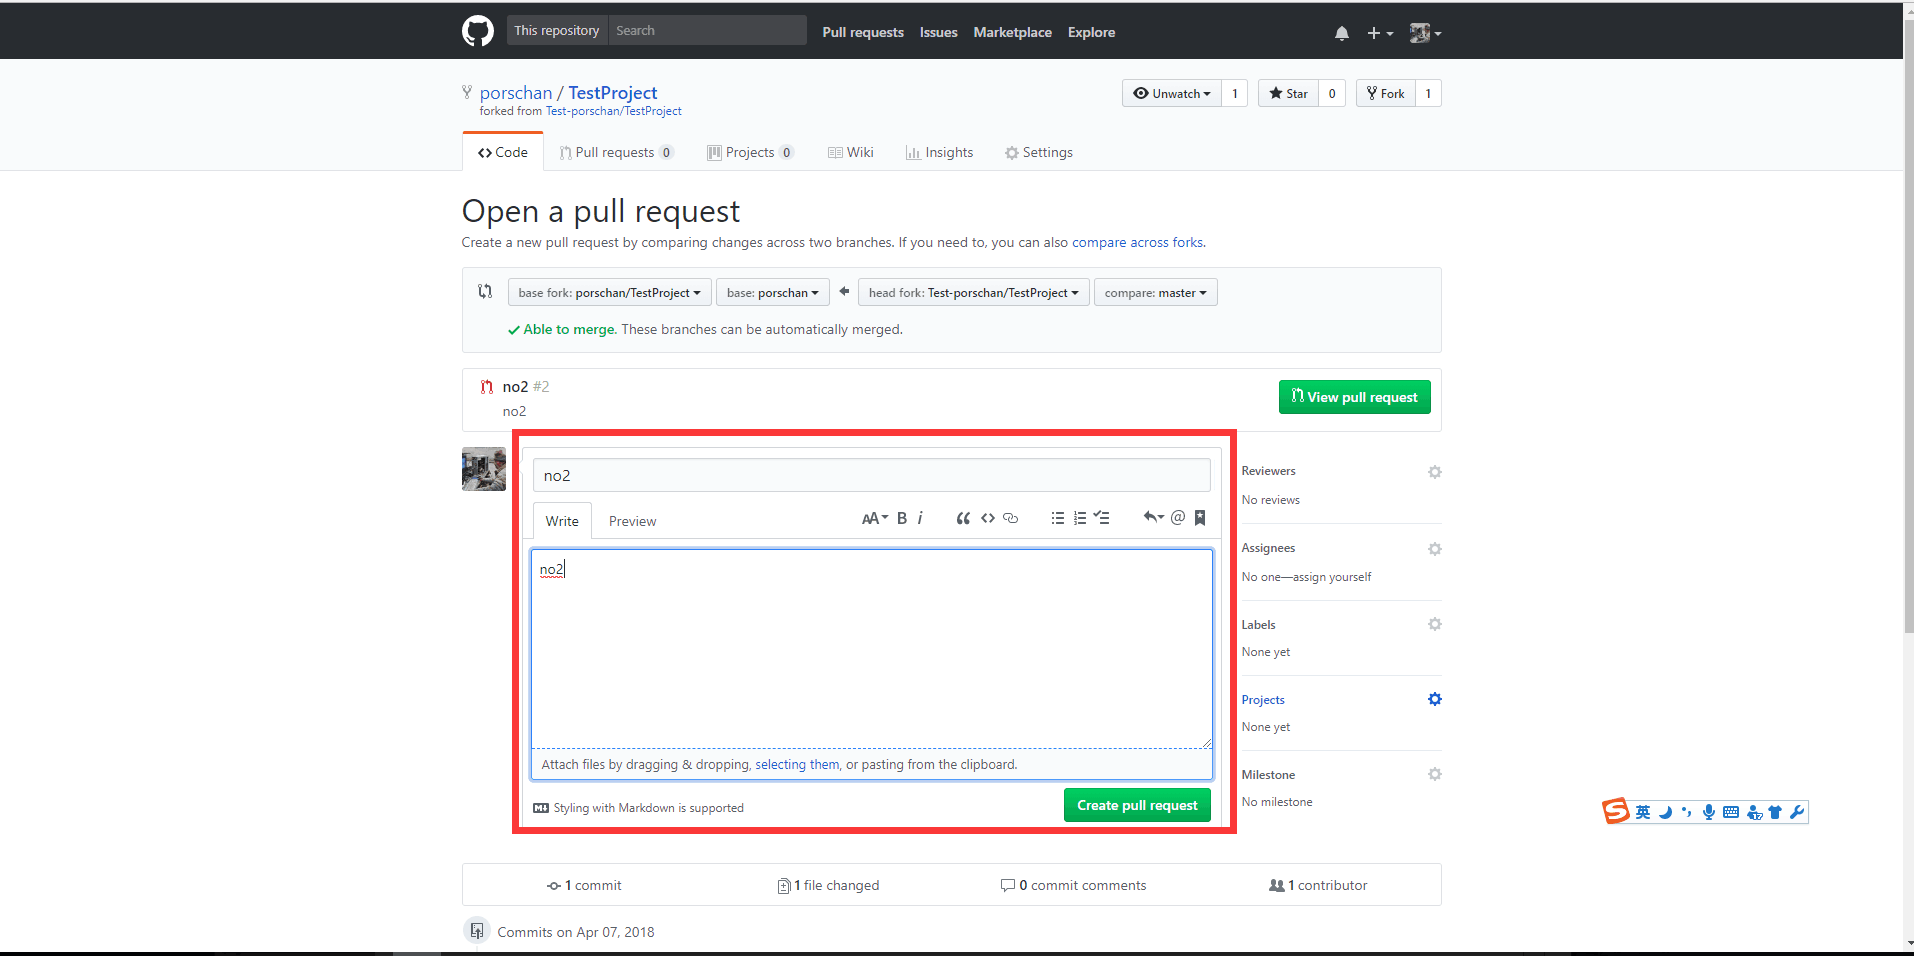 This repository Search Pull requests Issues Marketplace Explore
porschan / TestProject
forked from Test-porschan/TestProject
Unwatch 1 Star 0 Fork 1
Code Pull requests 0 Projects 0 Wiki Insights Settings
Open a pull request
Create a new pull request by comparing changes across two branches. If you need to, you can also compare across forks.
base fork: porschan/TestProject base: porschan head fork: Test-porschan/TestProject compare: master
Able to merge. These branches can be automatically merged.
no2 #2
no2
View pull request
no2
Write Preview AA B i @
no2
Attach files by dragging & dropping, selecting them, or pasting from the clipboard.
Styling with Markdown is supported
Create pull request
Reviewers
No reviews
Assignees
No one—assign yourself
Labels
None yet
Projects
None yet
Milestone
No milestone
S 英
1 commit 1 file changed 0 commit comments 1 contributor
Commits on Apr 07, 2018